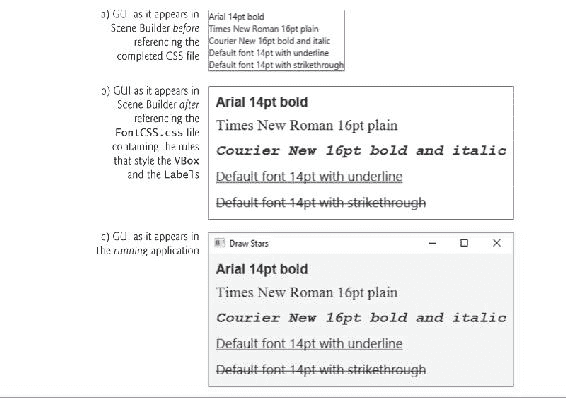 a) GUI as it appears in
Scene Builder before
referencing the
completed CSS file
Arial 14pt bold
Times New Roman 16pt plain
Courier New 16pt bold and italic
Default font 14pt with underline
Default font 14pt with strikethrough
b) GUI as it appears in
Scene Builder after
referencing the
FontCSS.css file
containing the rules
that style the VBox
and the Labels
Arial 14pt bold
Times New Roman 16pt plain
Courier New 16pt bold and italic
Default font 14pt with underline
Default font 14pt with strikethrough
c) GUI as it appears in
the running application
Draw Stars
Arial 14pt bold
Times New Roman 16pt plain
Courier New 16pt bold and italic
Default font 14pt with underline
Default font 14pt with strikethrough